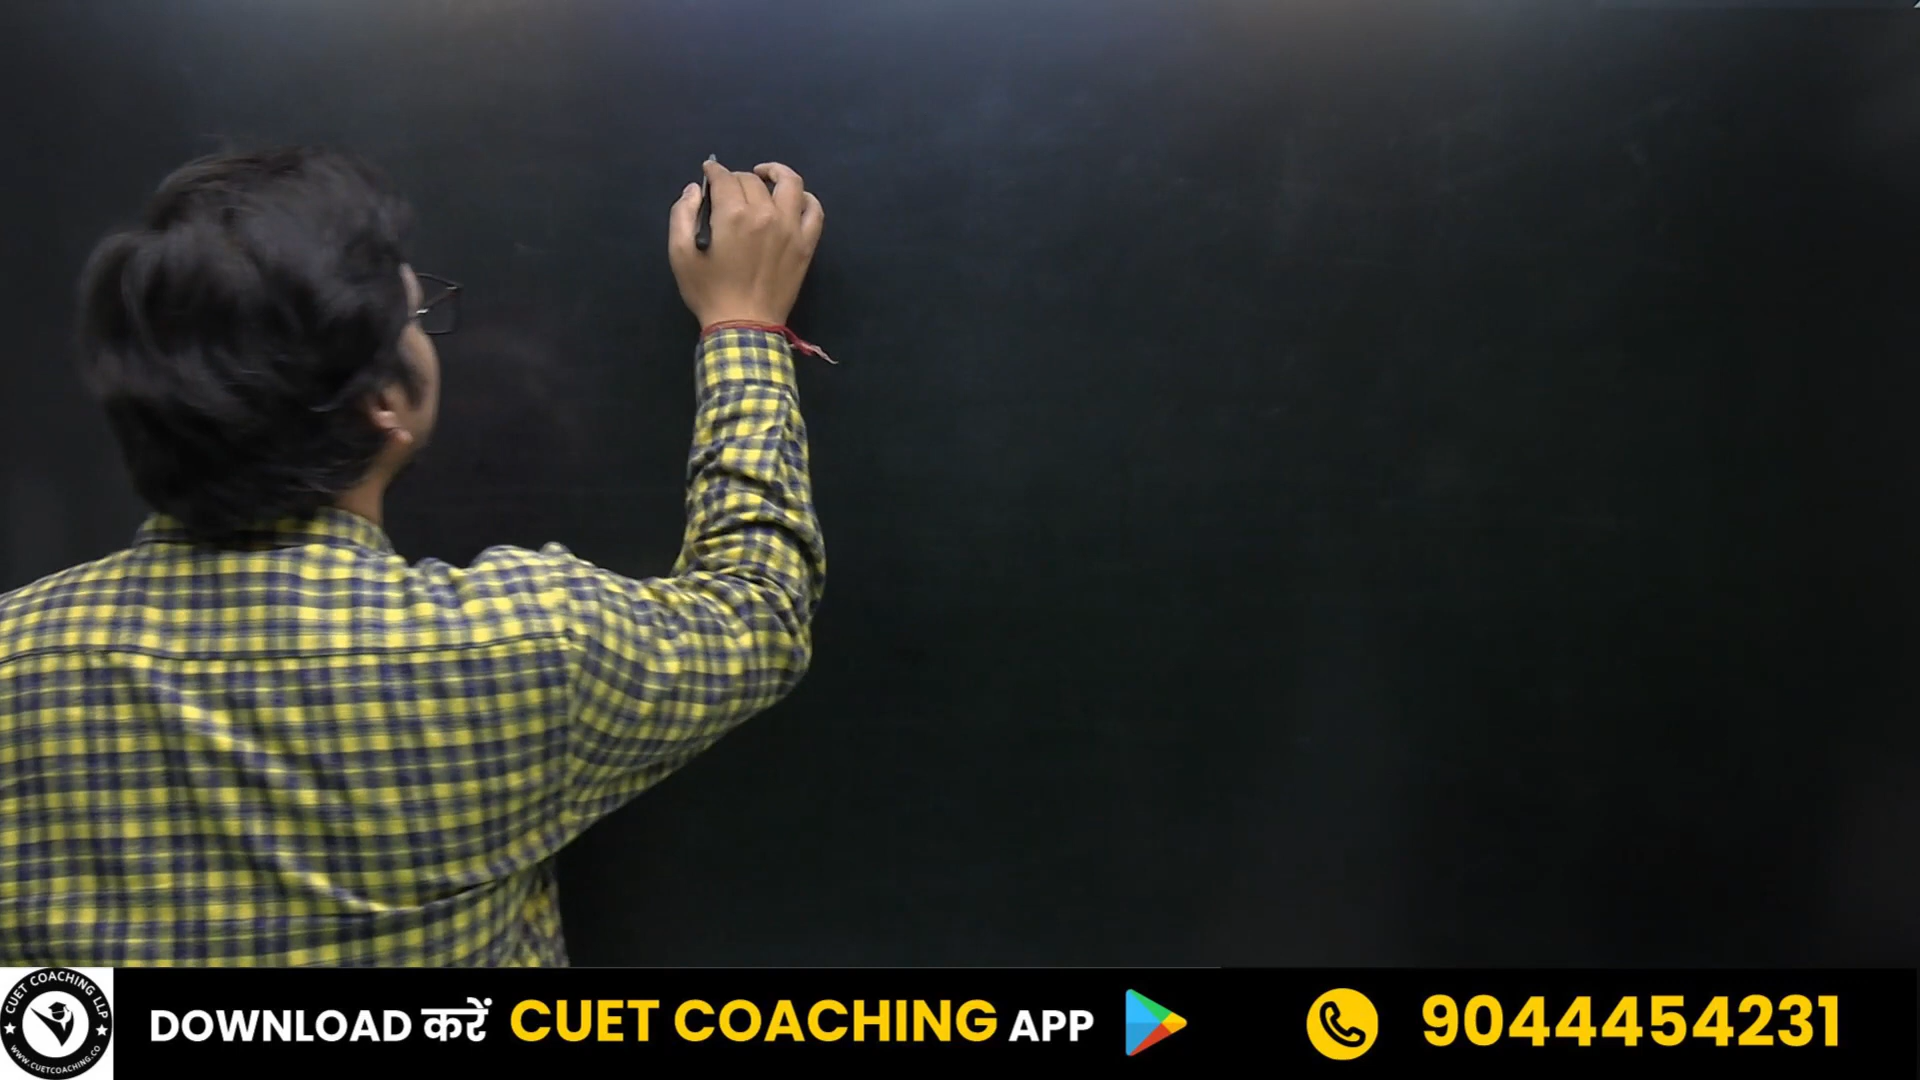 CUET COACHING LLP
WWW.CUETCOACHING.CO
DOWNLOAD करें CUET COACHING APP
9044454231